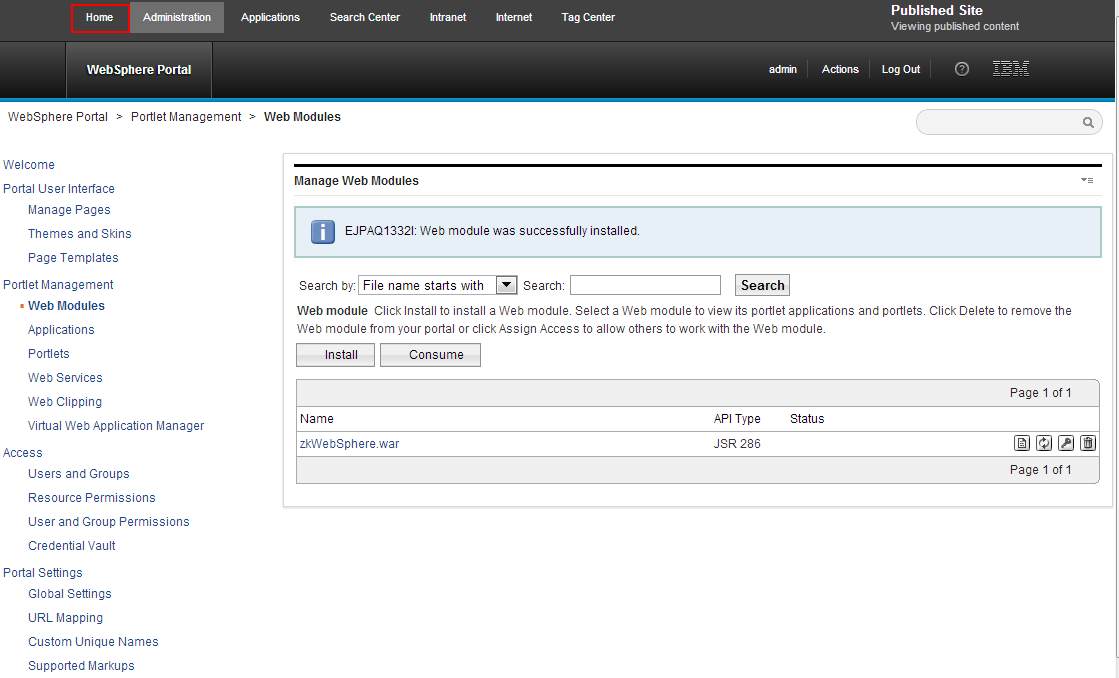 Home Administration Applications Search Center Intranet Internet Tag Center Published Site
Viewing published content
WebSphere Portal admin Actions Log Out ? IBM
WebSphere Portal > Portlet Management > Web Modules
Welcome
Portal User Interface
Manage Pages
Themes and Skins
Page Templates
Portlet Management
Web Modules
Applications
Portlets
Web Services
Web Clipping
Virtual Web Application Manager
Access
Users and Groups
Resource Permissions
User and Group Permissions
Credential Vault
Portal Settings
Global Settings
URL Mapping
Custom Unique Names
Supported Markups
Manage Web Modules
i EJPAQ1332I: Web module was successfully installed.
Search by: File name starts with Search: Search
Web module Click Install to install a Web module. Select a Web module to view its portlet applications and portlets. Click Delete to remove the
Web module from your portal or click Assign Access to allow others to work with the Web module.
Install Consume
Page 1 of 1
Name API Type Status
zkWebSphere.war JSR 286
Page 1 of 1